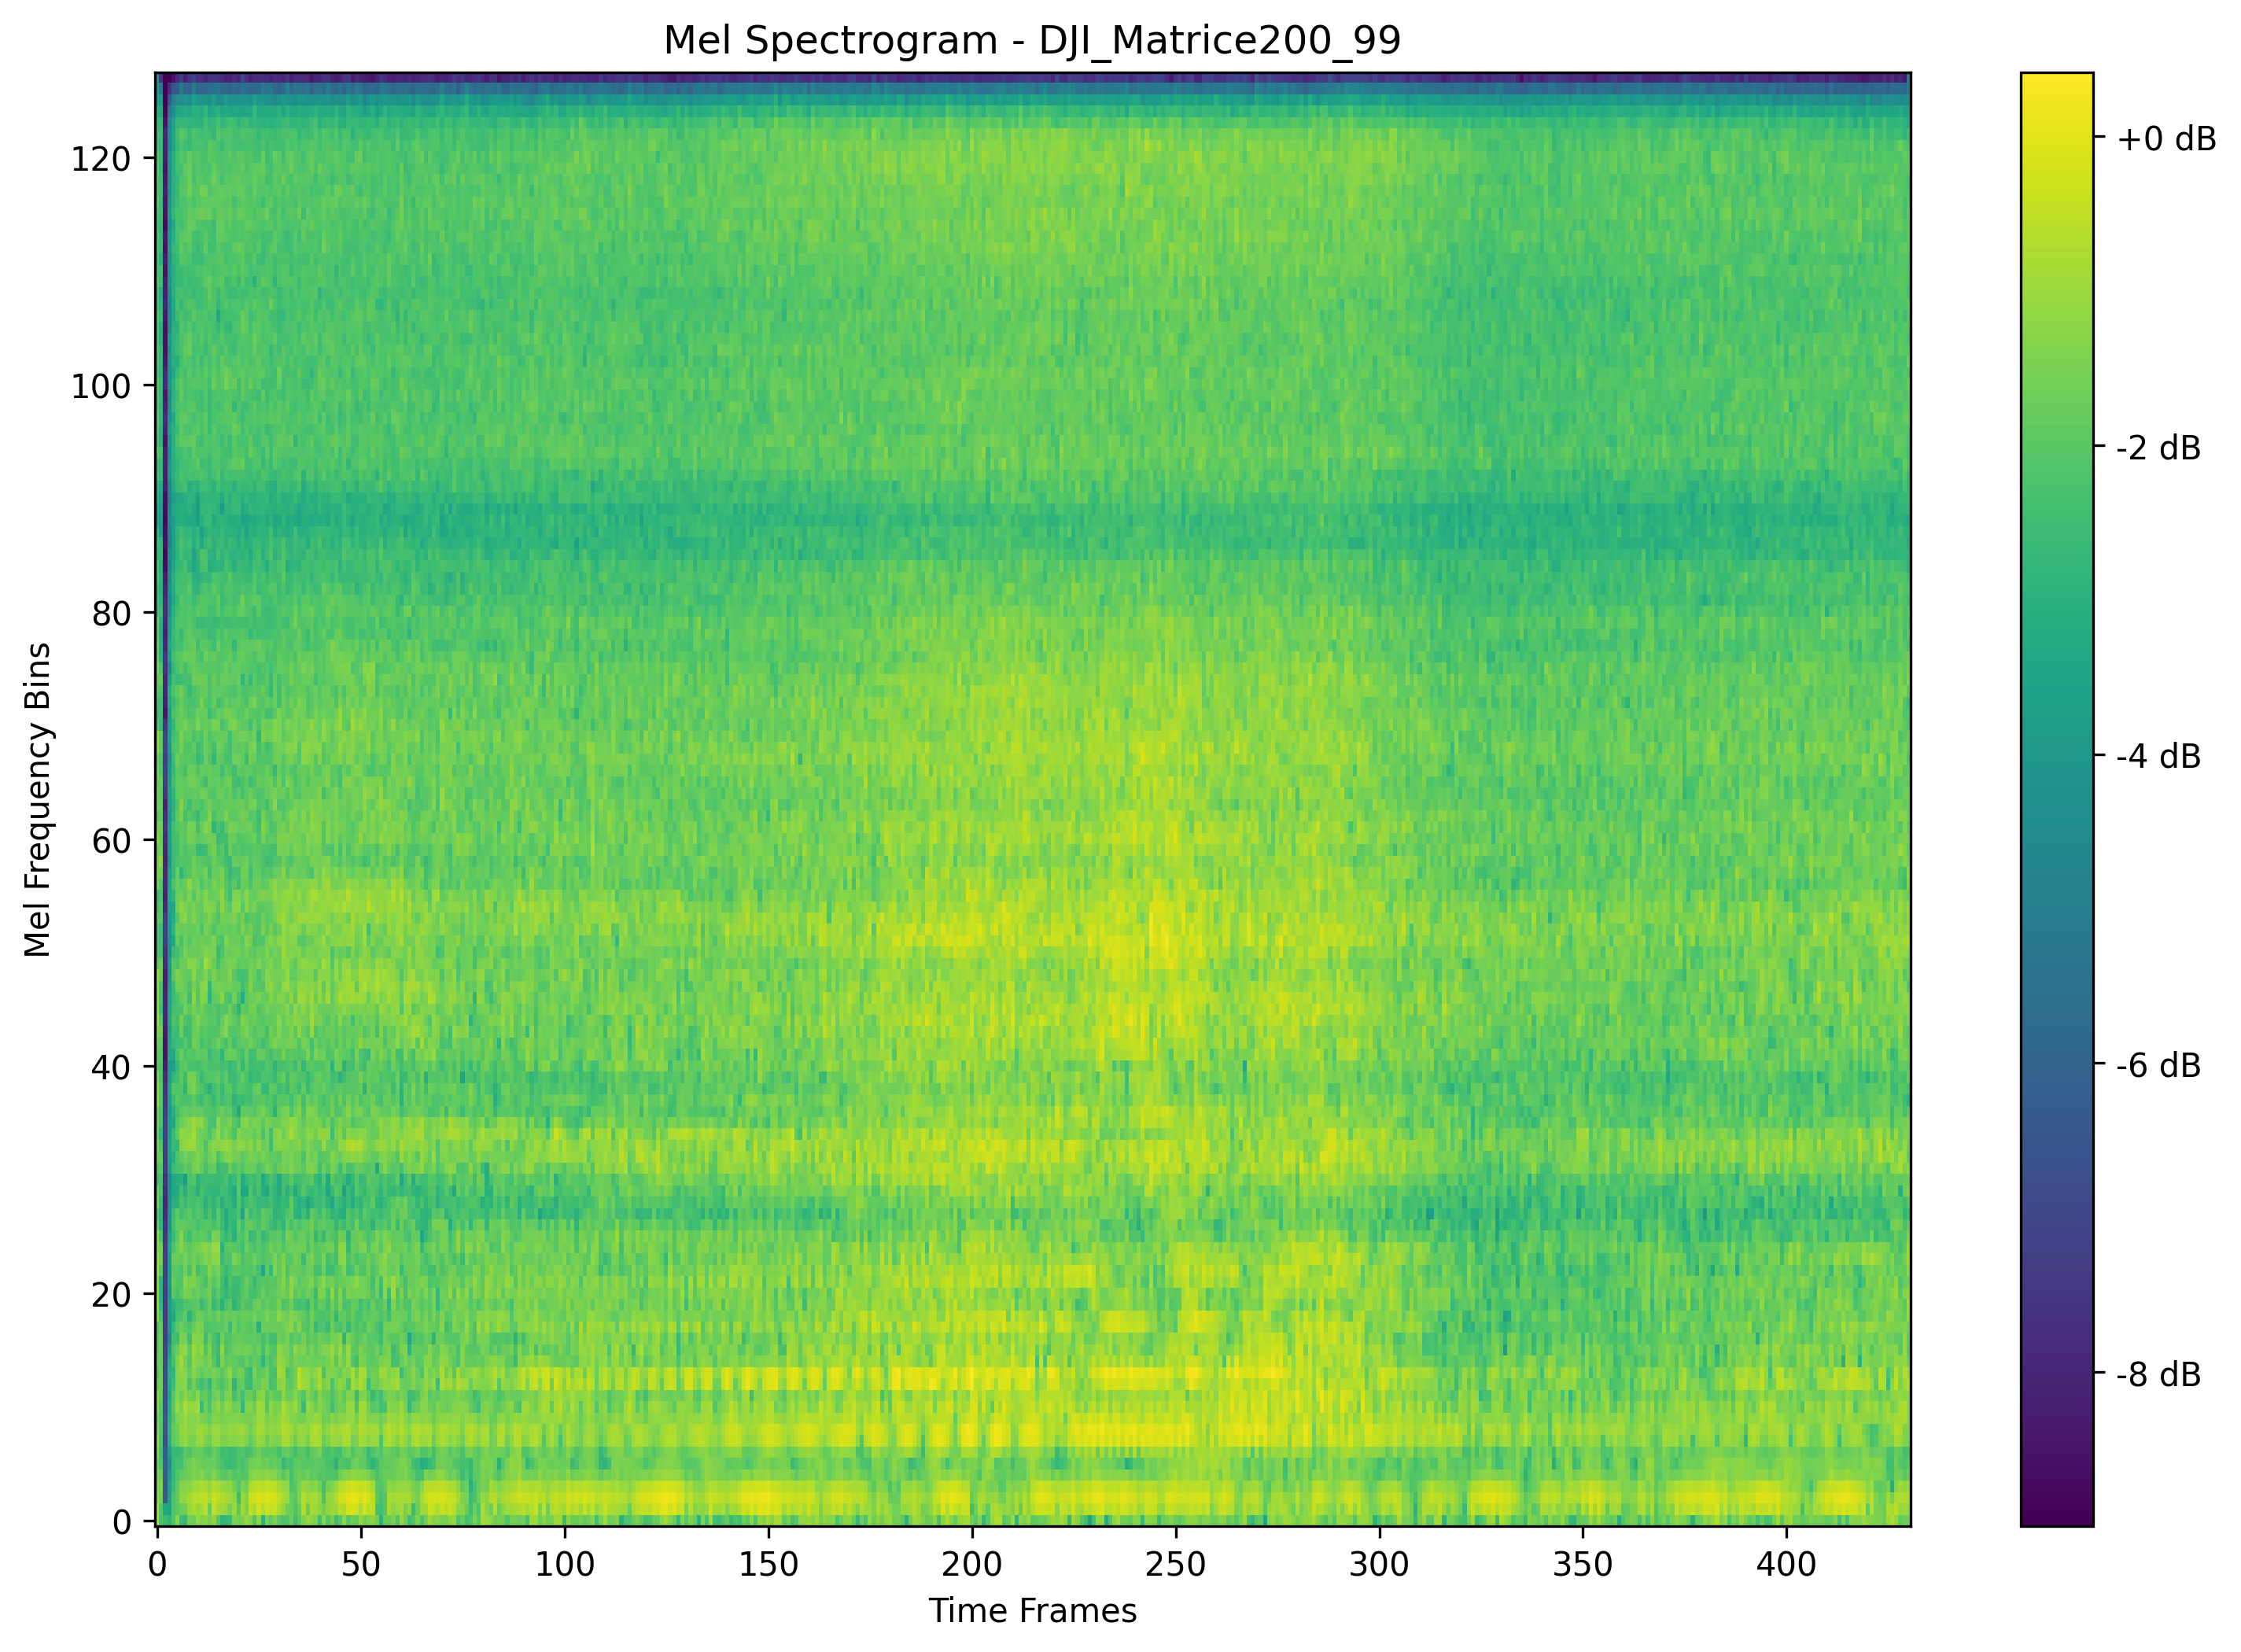 Mel Spectrogram - DJI_Matrice200_99
120
100
80
60
40
20
0
Mel Frequency Bins
0 50 100 150 200 250 300 350 400
Time Frames
+0 dB
-2 dB
-4 dB
-6 dB
-8 dB